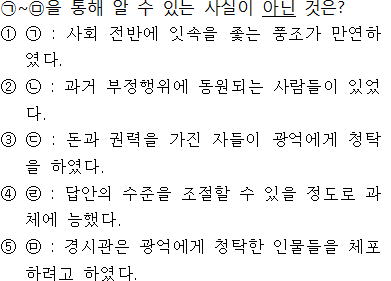 ㉠~㉤을 통해 알 수 있는 사실이 아닌 것은?
① ㉠ : 사회 전반에 잇속을 좇는 풍조가 만연하
였다.
② ㉡ : 과거 부정행위에 동원되는 사람들이 있었
다.
③ ㉢ : 돈과 권력을 가진 자들이 광억에게 청탁
을 하였다.
④ ㉣ : 답안의 수준을 조절할 수 있을 정도로 과
체에 능했다.
⑤ ㉤ : 경시관은 광억에게 청탁한 인물들을 체포
하려고 하였다.